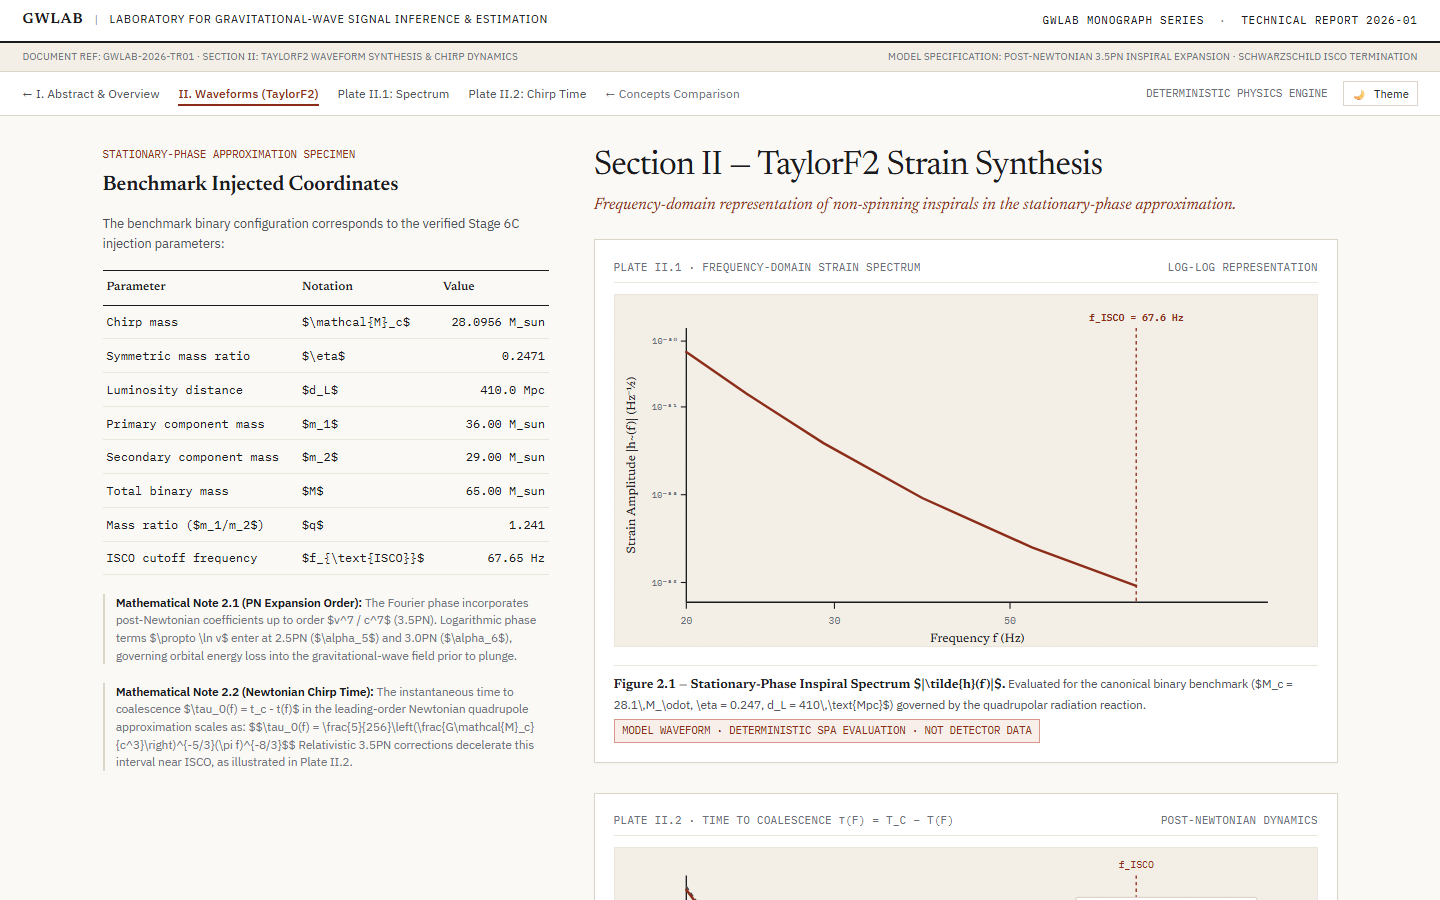 GWLAB | LABORATORY FOR GRAVITATIONAL-WAVE SIGNAL INFERENCE & ESTIMATION
GWLAB MONOGRAPH SERIES · TECHNICAL REPORT 2026-01
DOCUMENT REF: GWLAB-2026-TR01 · SECTION II: TAYLORF2 WAVEFORM SYNTHESIS & CHIRP DYNAMICS
MODEL SPECIFICATION: POST-NEWTONIAN 3.5PN INSPIRAL EXPANSION · SCHWARZSCHILD ISCO TERMINATION
← I. Abstract & Overview
II. Waveforms (TaylorF2)
Plate II.1: Spectrum
Plate II.2: Chirp Time
← Concepts Comparison
DETERMINISTIC PHYSICS ENGINE
🌙 Theme
STATIONARY-PHASE APPROXIMATION SPECIMEN
Benchmark Injected Coordinates
The benchmark binary configuration corresponds to the verified Stage 6C
injection parameters:
Parameter Notation Value
Chirp mass $\mathcal{M}_c$ 28.0956 M_sun
Symmetric mass ratio $\eta$ 0.2471
Luminosity distance $d_L$ 410.0 Mpc
Primary component mass $m_1$ 36.00 M_sun
Secondary component mass $m_2$ 29.00 M_sun
Total binary mass $M$ 65.00 M_sun
Mass ratio ($m_1/m_2$) $q$ 1.241
ISCO cutoff frequency $f_{\text{ISCO}}$ 67.65 Hz
Mathematical Note 2.1 (PN Expansion Order): The Fourier phase incorporates
post-Newtonian coefficients up to order $v^7 / c^7$ (3.5PN). Logarithmic phase
terms $\propto \ln v$ enter at 2.5PN ($\alpha_5$) and 3.0PN ($\alpha_6$),
governing orbital energy loss into the gravitational-wave field prior to plunge.
Mathematical Note 2.2 (Newtonian Chirp Time): The instantaneous time to
coalescence $\tau_0(f) = t_c - t(f)$ in the leading-order Newtonian quadrupole
approximation scales as: $$\tau_0(f) = \frac{5}{256}\left(\frac{G\mathcal{M}_c}
{c^3}\right)^{-5/3}(\pi f)^{-8/3}$$ Relativistic 3.5PN corrections decelerate this
interval near ISCO, as illustrated in Plate II.2.
Section II — TaylorF2 Strain Synthesis
Frequency-domain representation of non-spinning inspirals in the stationary-phase approximation.
PLATE II.1 · FREQUENCY-DOMAIN STRAIN SPECTRUM
LOG-LOG REPRESENTATION
f_ISCO = 67.6 Hz
Strain Amplitude |h~(f)| (Hz⁻½)
20 30 50
Frequency f (Hz)
Figure 2.1 — Stationary-Phase Inspiral Spectrum $|\tilde{h}(f)|$. Evaluated for the canonical binary benchmark ($M_c =
28.1\,M_\odot, \eta = 0.247, d_L = 410\,\text{Mpc}$) governed by the quadrupolar radiation reaction.
MODEL WAVEFORM · DETERMINISTIC SPA EVALUATION · NOT DETECTOR DATA
PLATE II.2 · TIME TO COALESCENCE Τ(F) = T_C − T(F)
POST-NEWTONIAN DYNAMICS
f_ISCO